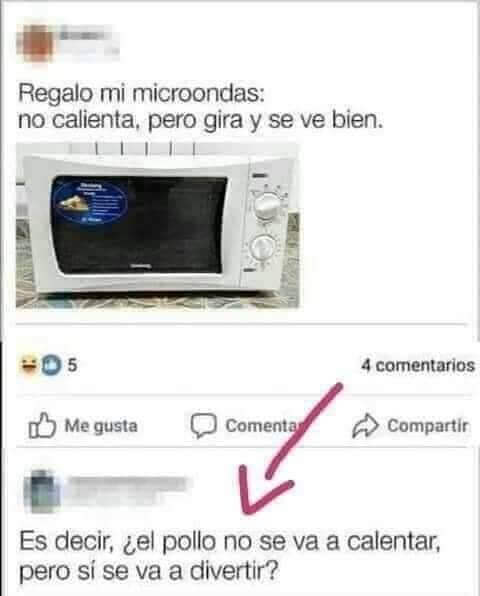 Regalo mi microondas:
no calienta, pero gira y se ve bien.
5
4 comentarios
Me gusta
Comentar
Compartir
Es decir, ¿el pollo no se va a calentar,
pero sí se va a divertir?